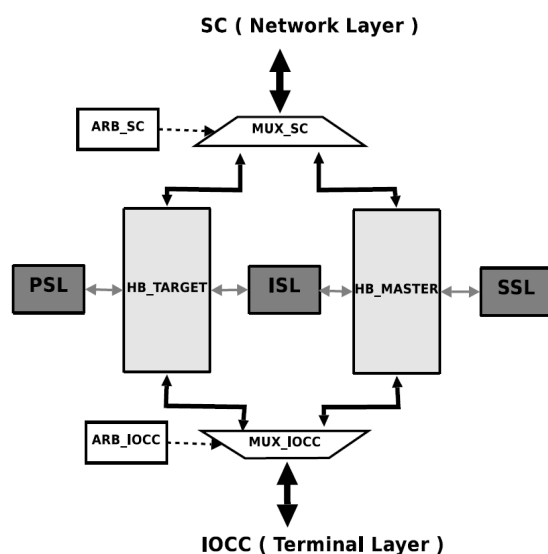 SC ( Network Layer )
ARB_SC
MUX_SC
PSL
HB_TARGET
ISL
HB_MASTER
SSL
ARB_IOCC
MUX_IOCC
IOCC ( Terminal Layer )